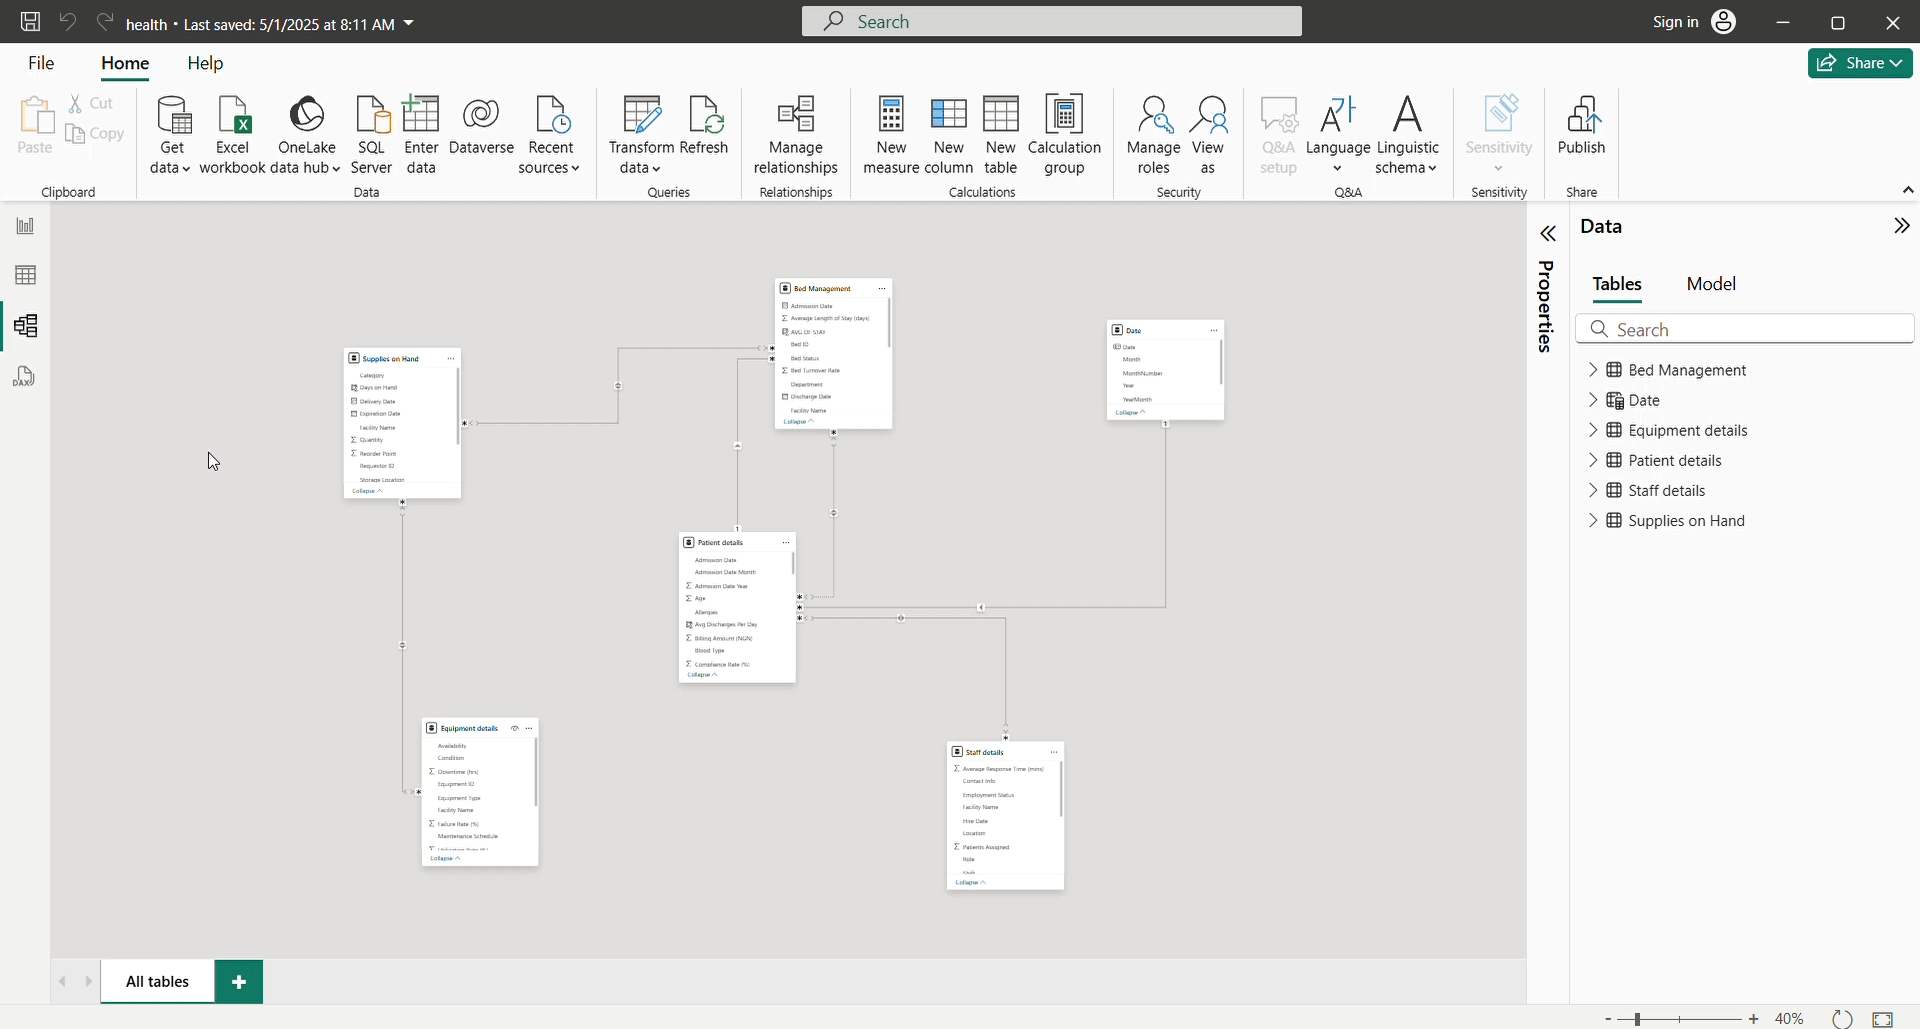 health • Last saved: 5/1/2025 at 8:11 AM
Search
Sign in
File
Home
Help
Share
Paste
Cut
Copy
Clipboard
Get data
Excel workbook
OneLake data hub
SQL Server
Enter data
Dataverse
Recent sources
Data
Transform data
Refresh
Queries
Manage relationships
Relationships
New measure
New column
New table
Calculation group
Calculations
Manage roles
View as
Security
Q&A setup
Language
Linguistic schema
Q&A
Sensitivity
Sensitivity
Publish
Share
Supplies on Hand
Category
Days on Hand
Delivery Date
Expiration Date
Facility Name
Quantity
Reorder Point
Requestor ID
Storage Location
Collapse
Bed Management
Admission Date
Average Length of Stay (days)
AVG OF STAY
Bed ID
Bed Status
Bed Turnover Rate
Department
Discharge Date
Facility Name
Collapse
Date
Date
Month
MonthNumber
Year
YearMonth
Collapse
1
1
Patient details
Admission Date
Admission Date Month
Admission Date Year
Age
Allergies
Avg Discharges Per Day
Billing Amount (NGN)
Blood Type
Compliance Rate (%)
Collapse
Equipment details
Availability
Condition
Downtime (hrs)
Equipment ID
Equipment Type
Facility Name
Failure Rate (%)
Maintenance Schedule
Utilization Rate (%)
Collapse
Staff details
Average Response Time (mins)
Contact Info
Employment Status
Facility Name
Hire Date
Location
Patients Assigned
Role
Collapse
Properties
Data
Tables
Model
Search
Bed Management
Date
Equipment details
Patient details
Staff details
Supplies on Hand
All tables
+
- + 40%